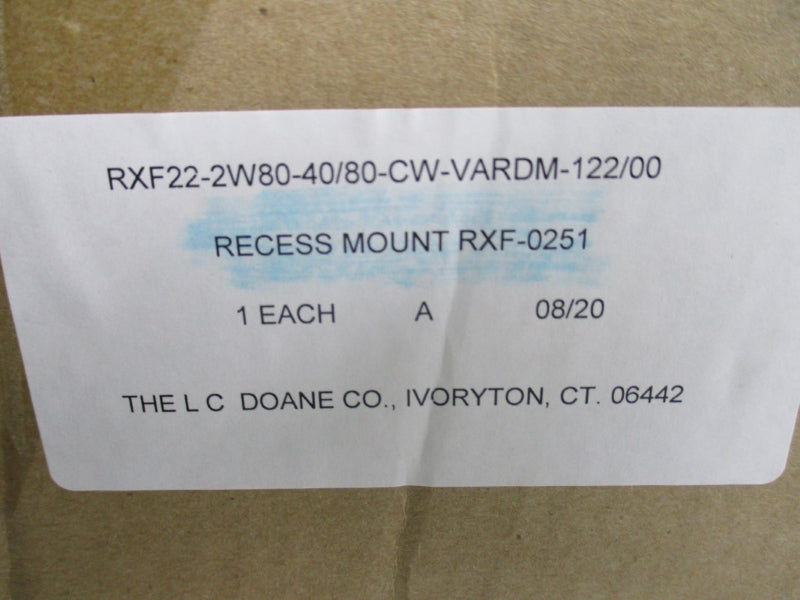 RXF22-2W80-40/80-CW-VARDM-122/00
RECESS MOUNT RXF-0251
1 EACH A 08/20
THE L C DOANE CO., IVORYTON, CT. 06442